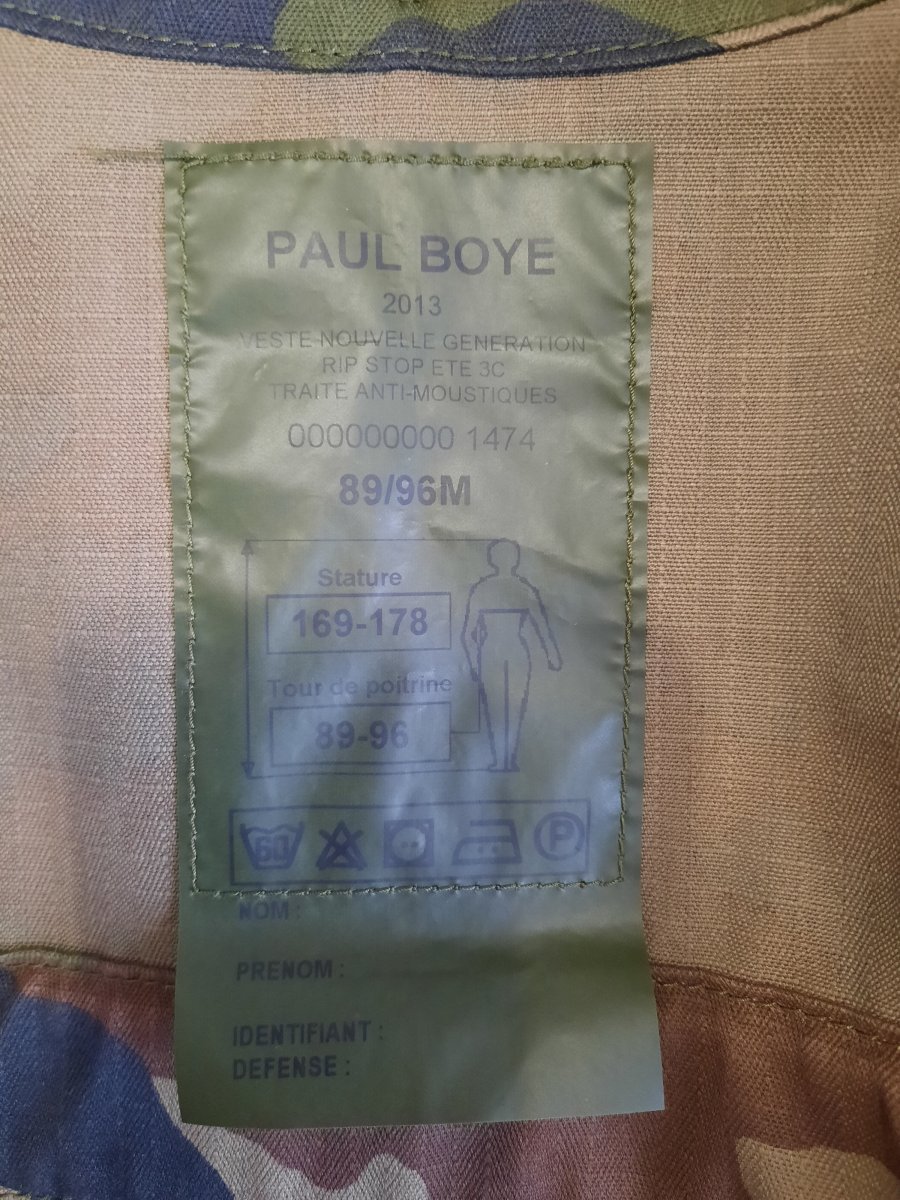 PAUL BOYE
2013
VESTE NOUVELLE GENERATION
RIP STOP ETE 3C
TRAITE ANTI-MOUSTIQUES
000000000 1474
89/96M
Stature
169-178
Tour de poitrine
89-96
60 P
NOM :
PRENOM :
IDENTIFIANT :
DEFENSE :